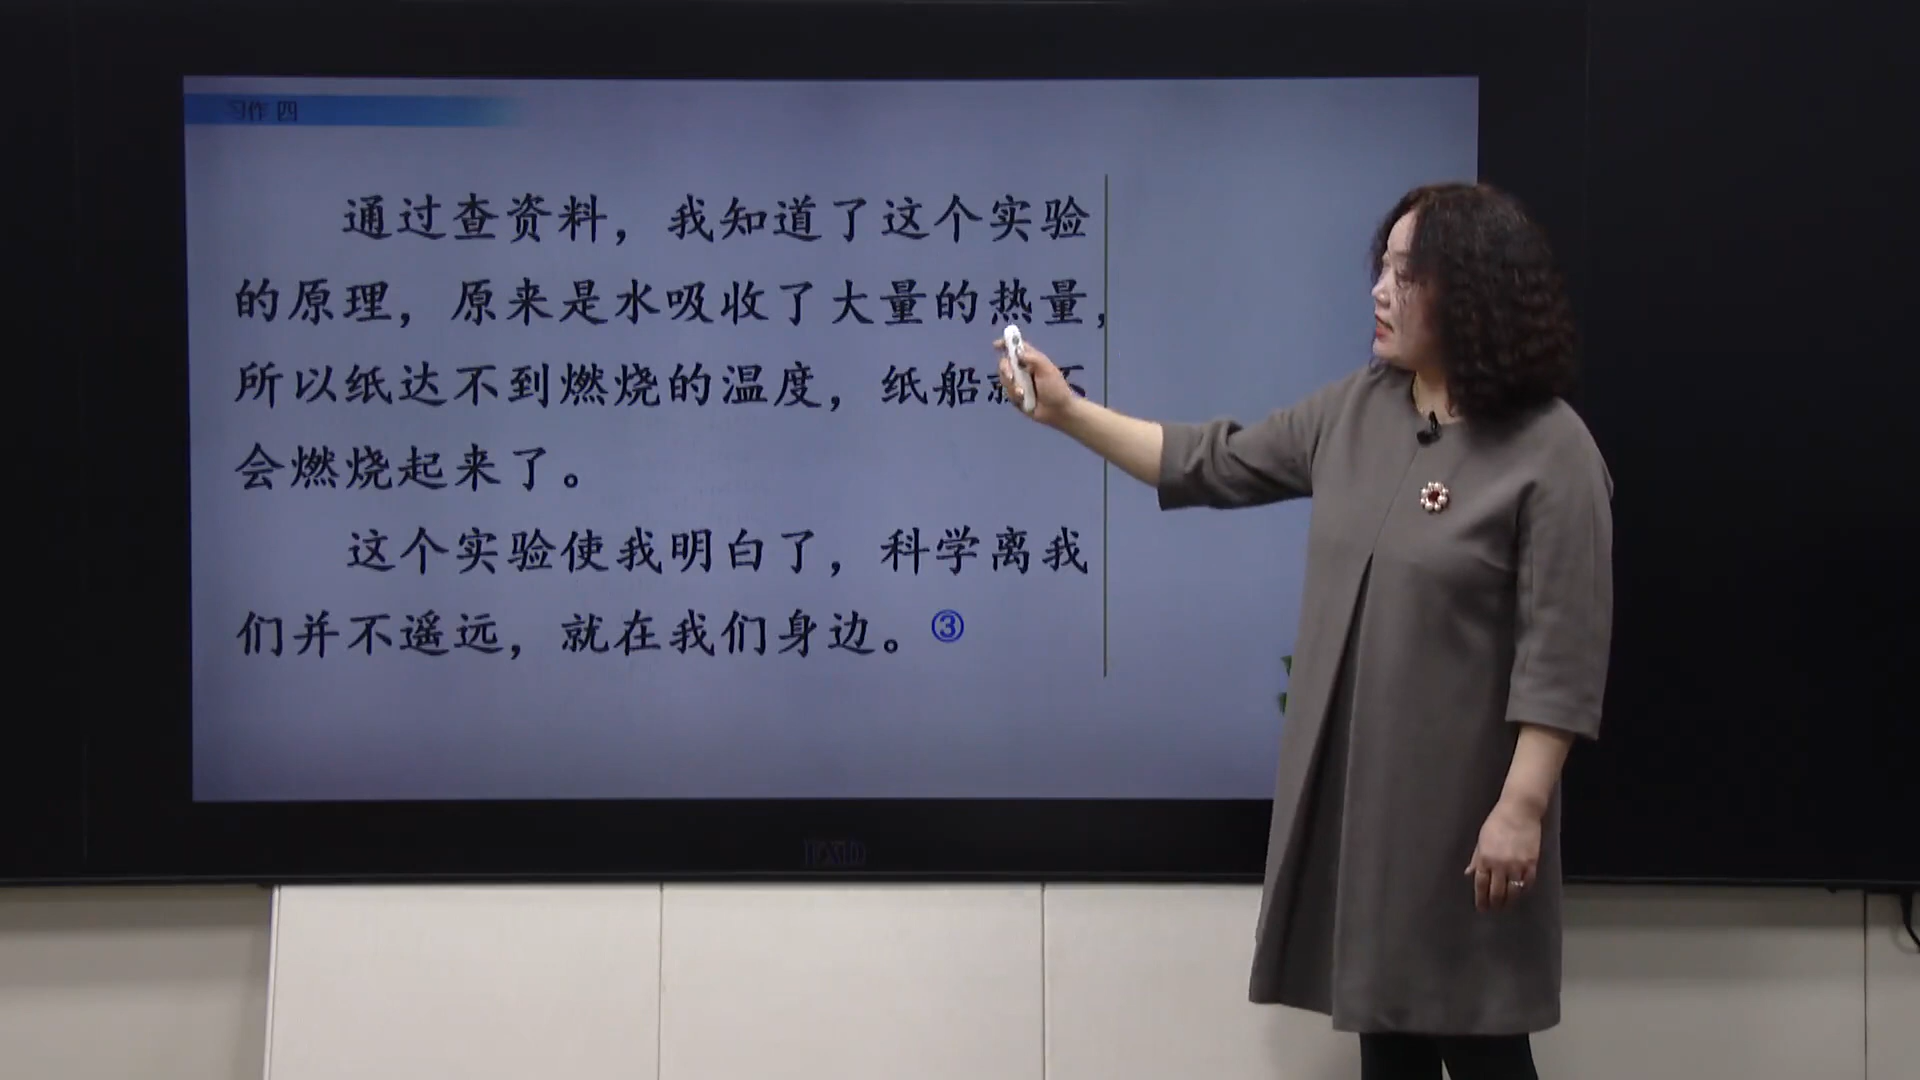 习作 四
通过查资料，我知道了这个实验
的原理，原来是水吸收了大量的热量，
所以纸达不到燃烧的温度，纸船就不
会燃烧起来了。
这个实验使我明白了，科学离我
们并不遥远，就在我们身边。③